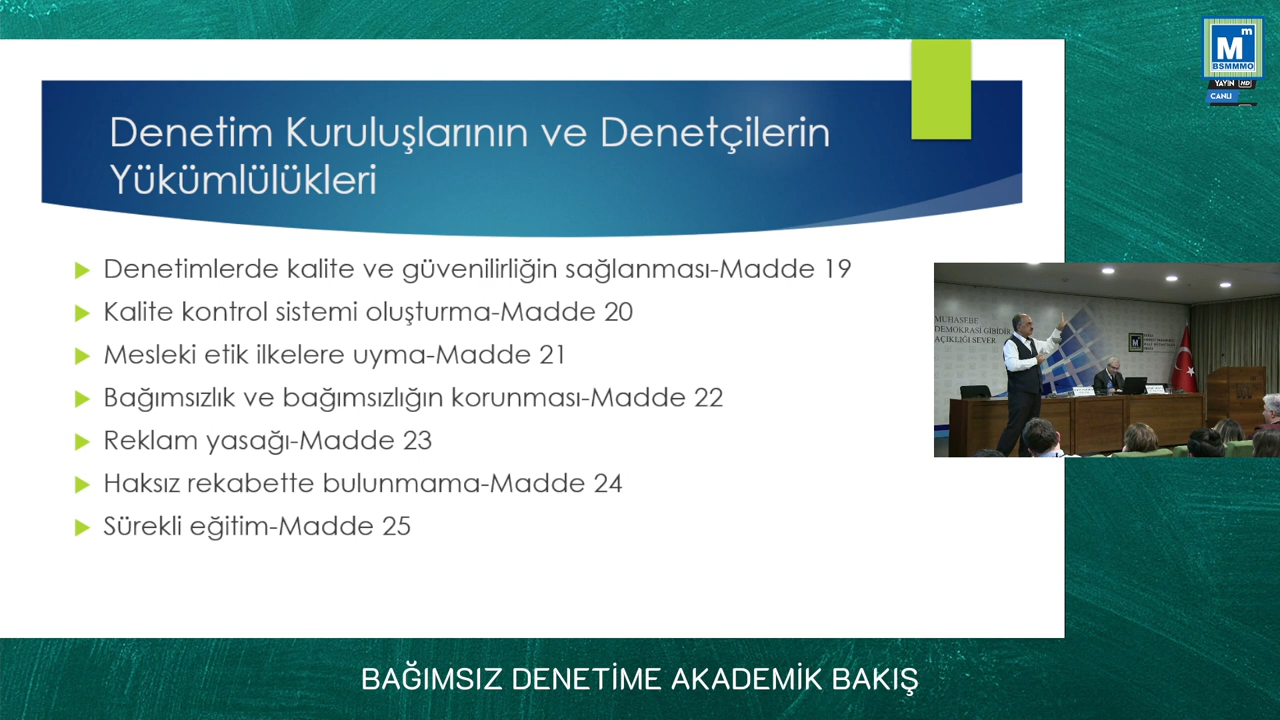 Denetim Kuruluşlarının ve Denetçilerin
Yükümlülükleri
Denetimlerde kalite ve güvenilirliğin sağlanması-Madde 19
Kalite kontrol sistemi oluşturma-Madde 20
Mesleki etik ilkelere uyma-Madde 21
Bağımsızlık ve bağımsızlığın korunması-Madde 22
Reklam yasağı-Madde 23
Haksız rekabette bulunmama-Madde 24
Sürekli eğitim-Madde 25
Mm
BSMMMO
YAYIN HD
CANLI
MUHASEBE
DEMOKRASİ GİBİDİR
AÇIKLIĞI SEVER
BAĞIMSIZ DENETİME AKADEMİK BAKIŞ